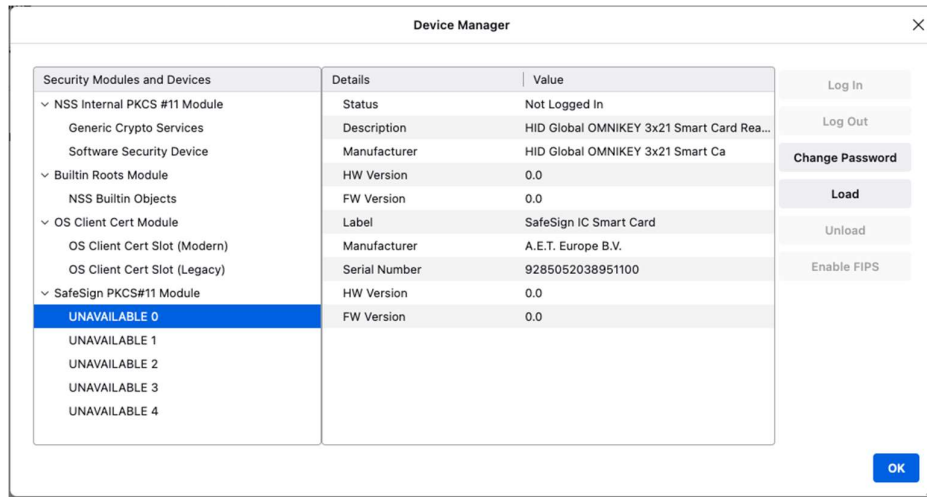 Device Manager
Security Modules and Devices
NSS Internal PKCS #11 Module
Generic Crypto Services
Software Security Device
Builtin Roots Module
NSS Builtin Objects
OS Client Cert Module
OS Client Cert Slot (Modern)
OS Client Cert Slot (Legacy)
SafeSign PKCS#11 Module
UNAVAILABLE 0
UNAVAILABLE 1
UNAVAILABLE 2
UNAVAILABLE 3
UNAVAILABLE 4
Details Value
Status Not Logged In
Description HID Global OMNIKEY 3x21 Smart Card Rea...
Manufacturer HID Global OMNIKEY 3x21 Smart Ca
HW Version 0.0
FW Version 0.0
Label SafeSign IC Smart Card
Manufacturer A.E.T. Europe B.V.
Serial Number 9285052038951100
HW Version 0.0
FW Version 0.0
Log In
Log Out
Change Password
Load
Unload
Enable FIPS
OK